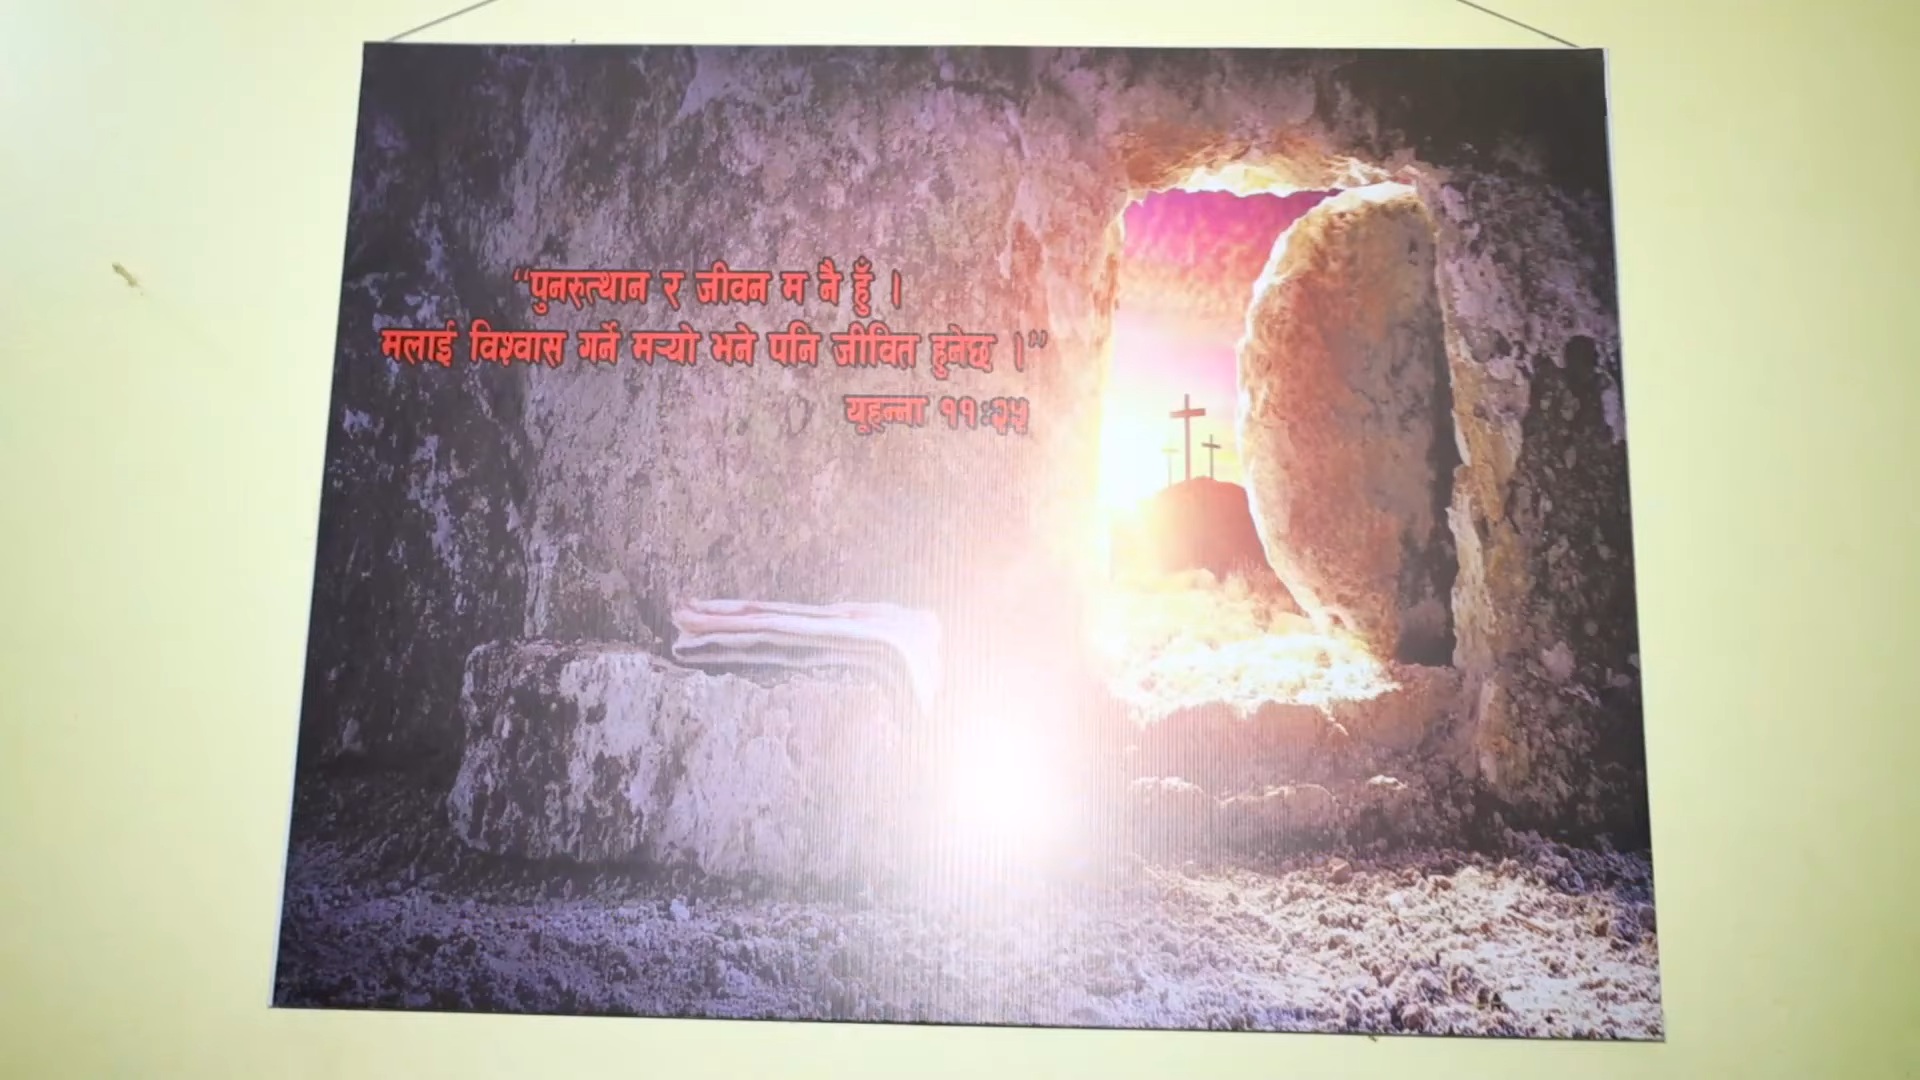 “पुनरुत्थान र जीवन म नै हुँ ।
मलाई विश्वास गर्ने मर्‍यो भने पनि जीवित हुनेछ ।”
यूहन्ना ११:२५